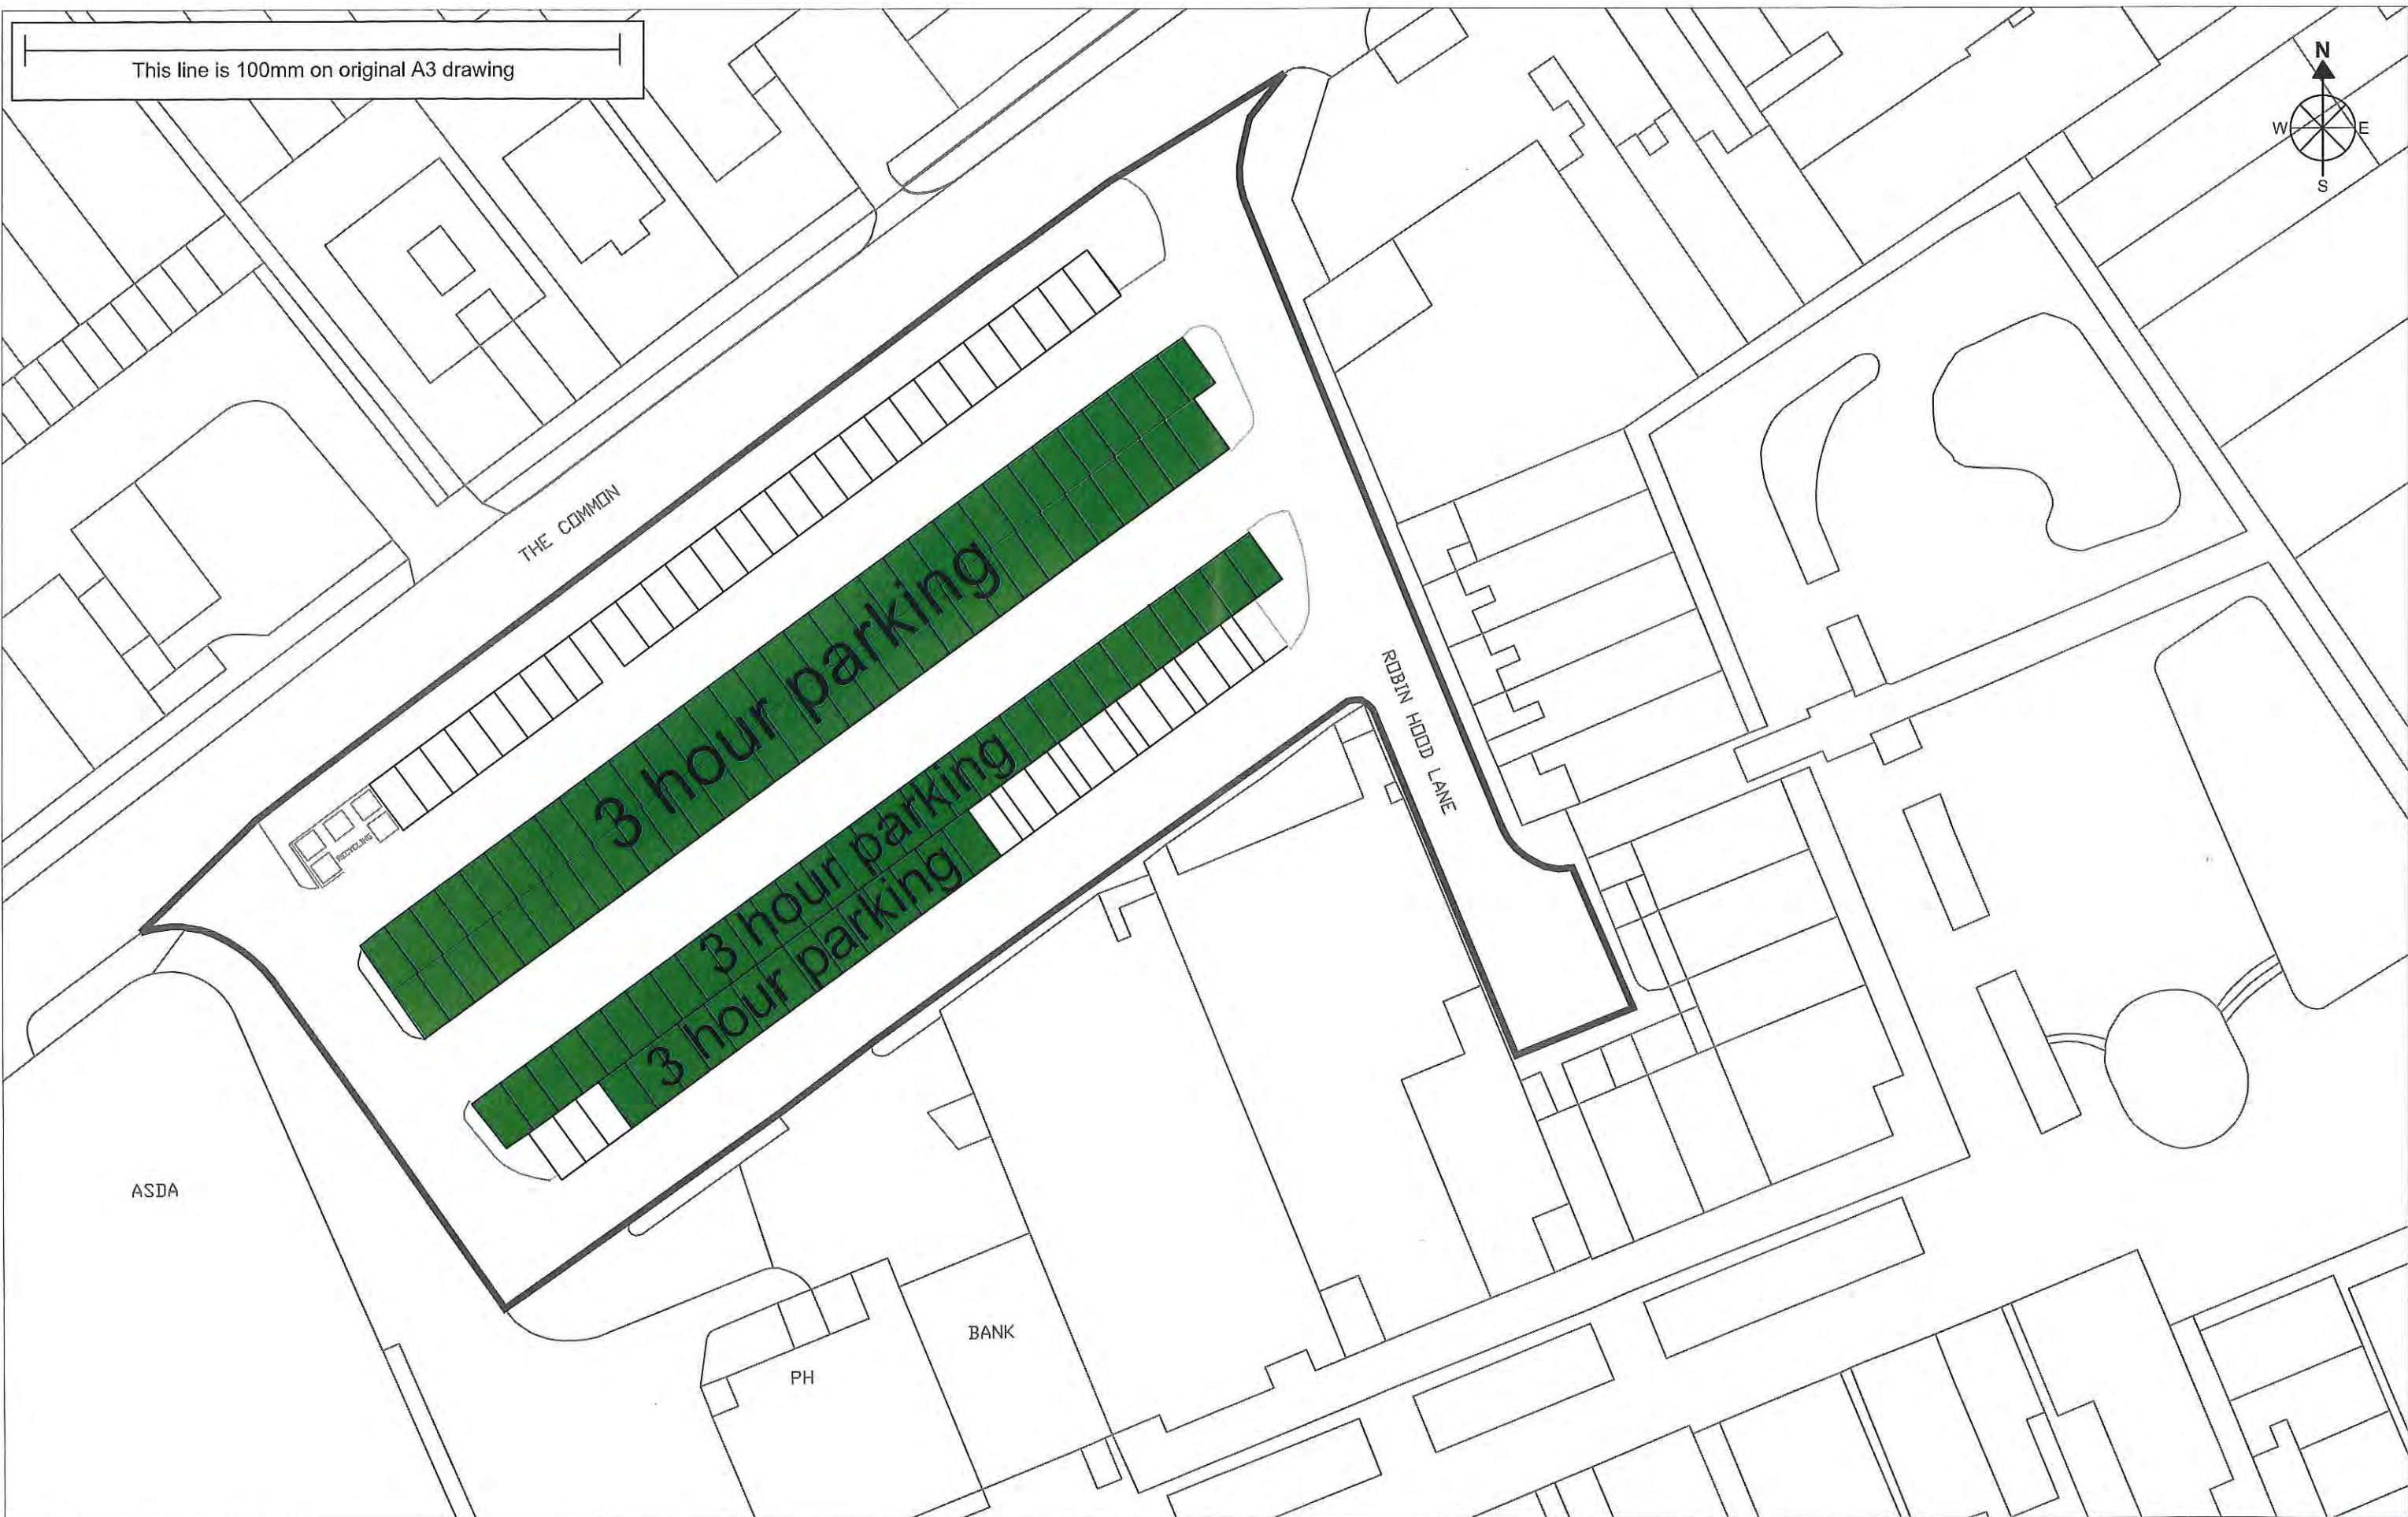 This line is 100mm on original A3 drawing
N
W
E
S
THE COMMON
3 hour parking
ROBIN HOOD LANE
3 hour parking
3 hour parking
RECYCLING
ASDA
BANK
PH